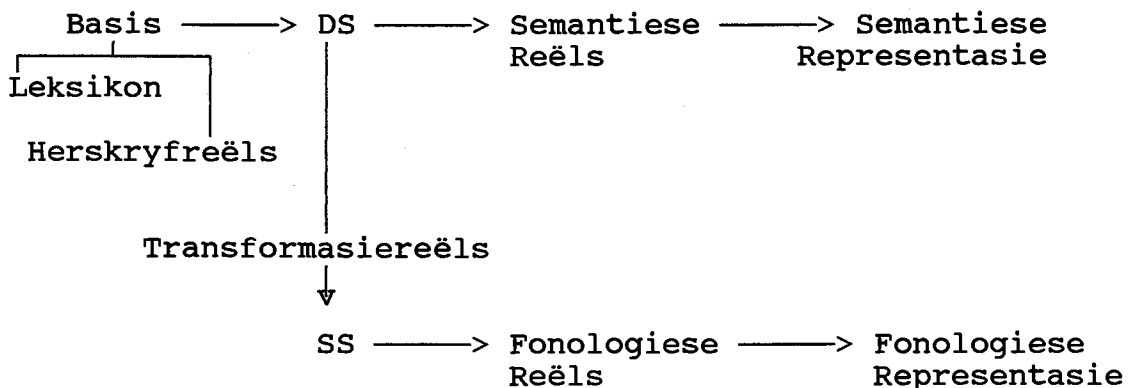 Basis ——> DS ——> Semantiese ——> Semantiese
Reëls Representasie
Leksikon
Herskryfreëls
Transformasiereëls
SS ——> Fonologiese ——> Fonologiese
Reëls Representasie